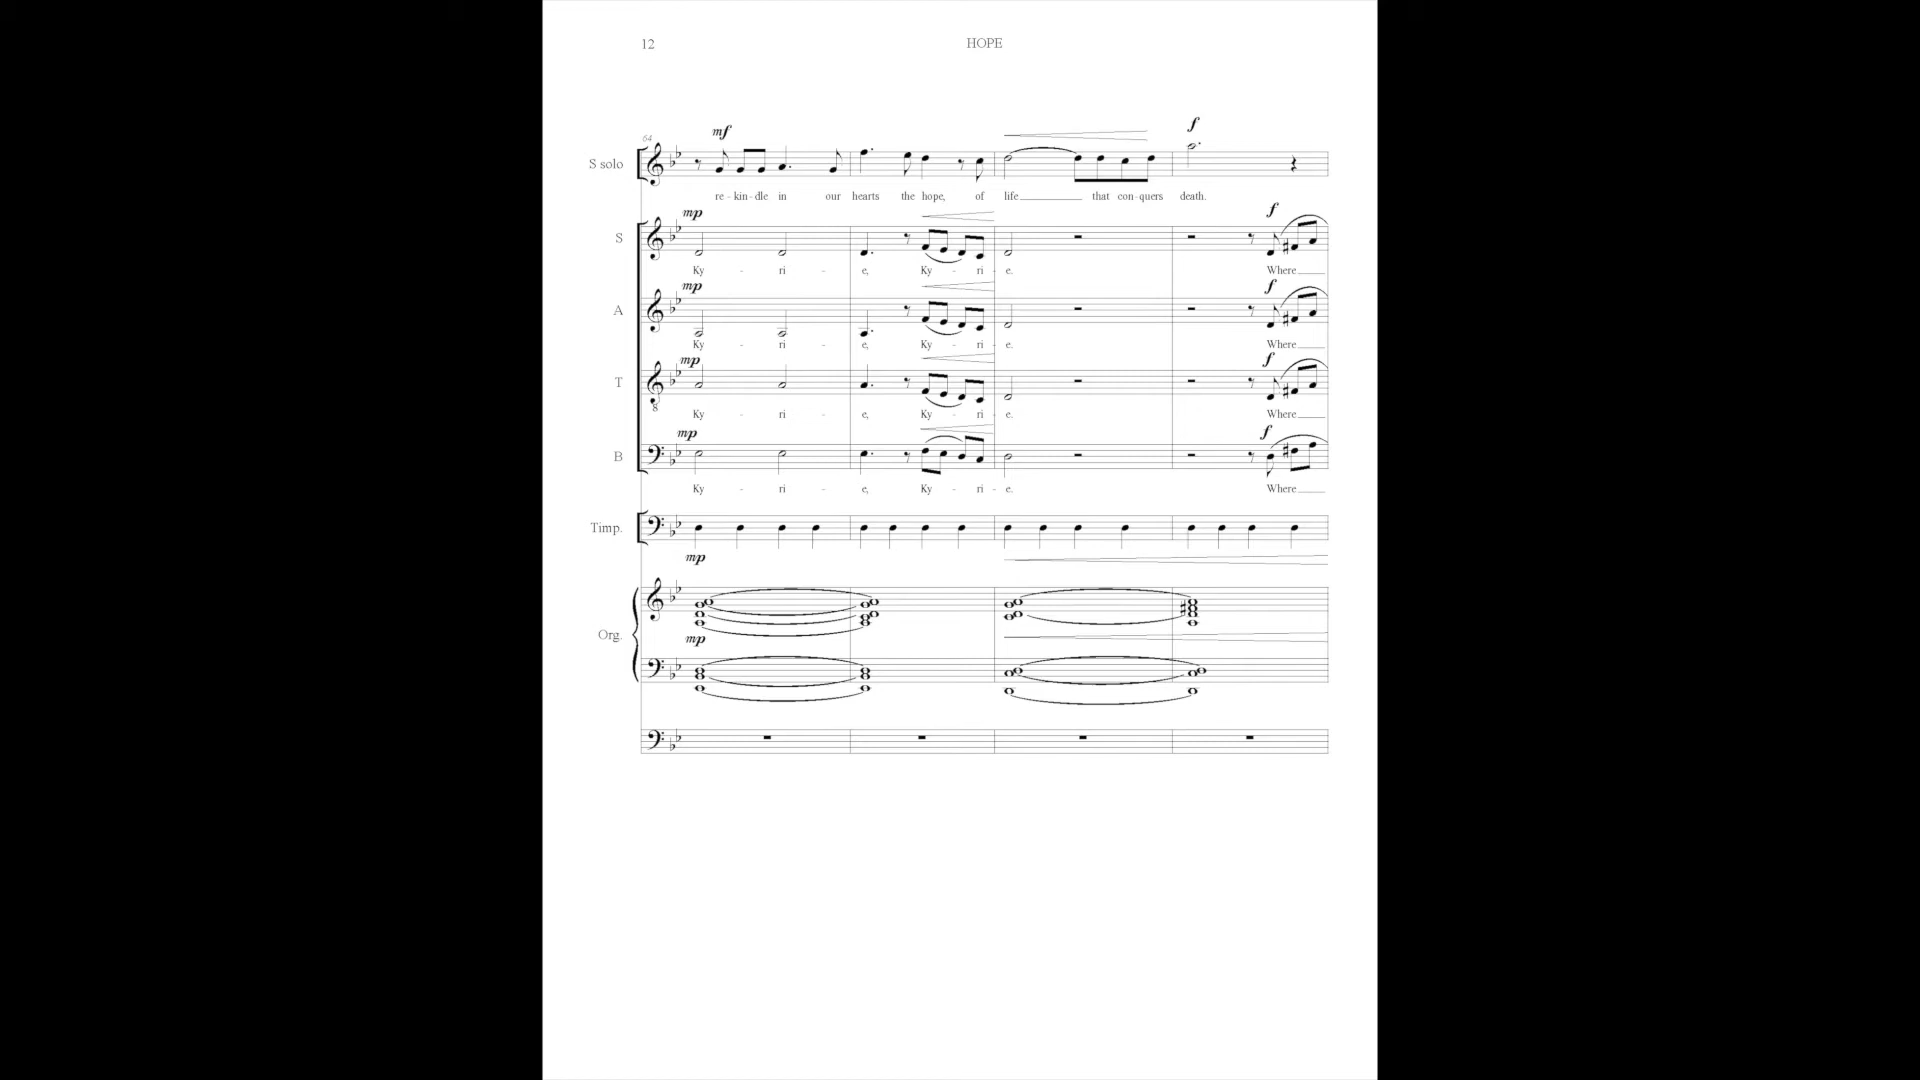 12 HOPE
64 mf f
S solo
re - kin - dle in our hearts the hope, of life that con - quers death.
mp f
S
Ky - ri - e, Ky - ri - e. Where
mp f
A
Ky - ri - e, Ky - ri - e. Where
mp f
T
8
Ky - ri - e, Ky - ri - e. Where
mp f
B
Ky - ri - e, Ky - ri - e. Where
Timp.
mp
Org.
mp